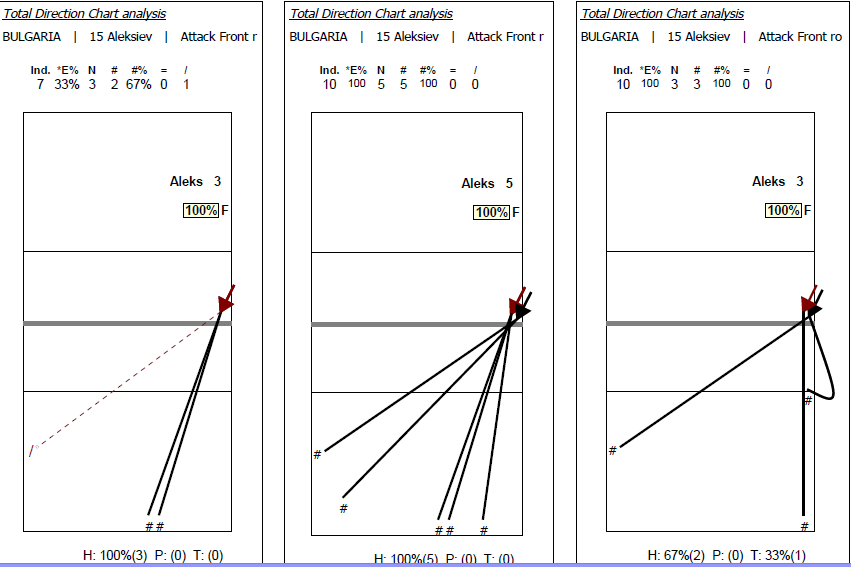 Total Direction Chart analysis
BULGARIA | 15 Aleksiev | Attack Front r
Ind. *E% N # #% = /
7 33% 3 2 67% 0 1
Aleks 3
100% F
/
# #
H: 100%(3) P: (0) T: (0)
Total Direction Chart analysis
BULGARIA | 15 Aleksiev | Attack Front r
Ind. *E% N # #% = /
10 100 5 5 100 0 0
Aleks 5
100% F
#
#
# # #
H: 100%(5) P: (0) T: (0)
Total Direction Chart analysis
BULGARIA | 15 Aleksiev | Attack Front ro
Ind. *E% N # #% = /
10 100 3 3 100 0 0
Aleks 3
100% F
#
#
#
H: 67%(2) P: (0) T: 33%(1)